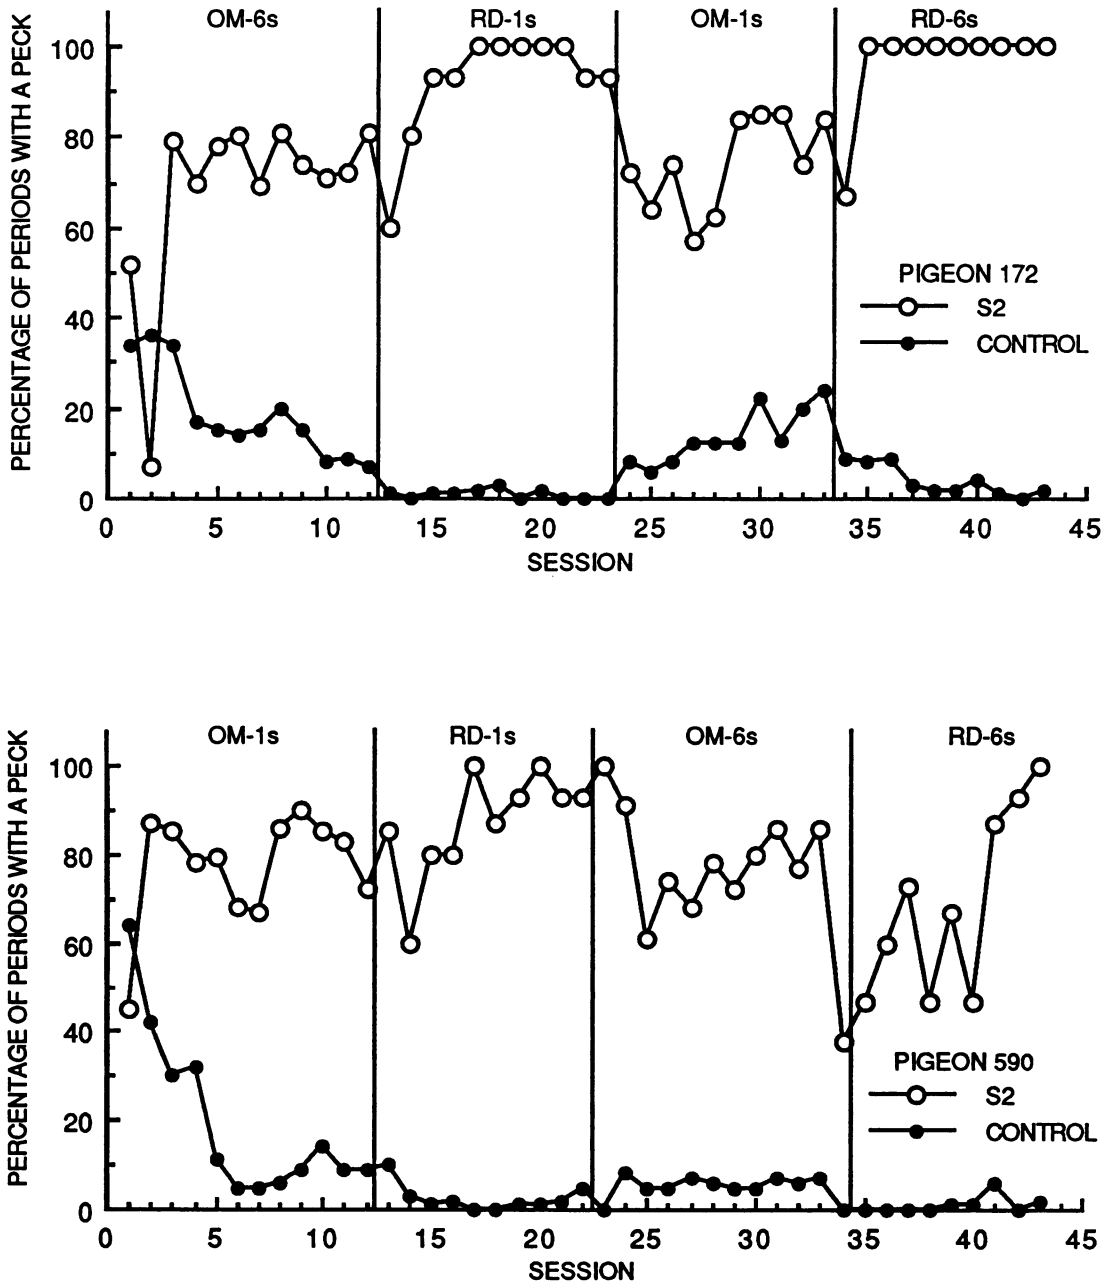 OM-6s RD-1s OM-1s RD-6s
PERCENTAGE OF PERIODS WITH A PECK
100
80
60
40
20
0
PIGEON 172
S2
CONTROL
0 5 10 15 20 25 30 35 40 45
SESSION
OM-1s RD-1s OM-6s RD-6s
PERCENTAGE OF PERIODS WITH A PECK
100
80
60
40
20
0
PIGEON 590
S2
CONTROL
0 5 10 15 20 25 30 35 40 45
SESSION